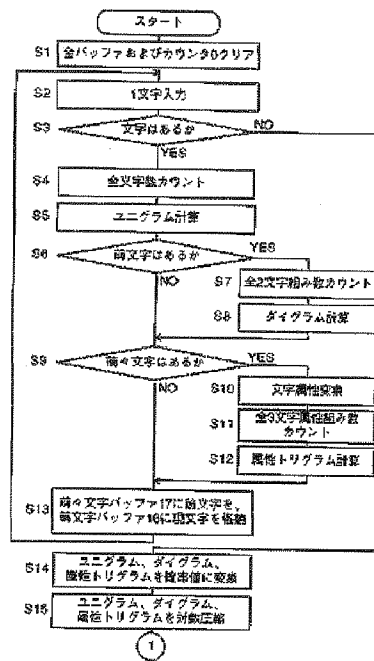 スタート
S1 全バッファおよびカウンタ0クリア
S2 1文字入力
S3 文字はあるか NO
YES
S4 全文字数カウント
S5 ユニグラム計算
S6 前文字はあるか YES
NO
S7 全2文字組み数カウント
S8 ダイグラム計算
S9 前々文字はあるか YES
NO
S10 文字属性変換
S11 全3文字属性組み数
カウント
S12 属性トリグラム計算
S13 前々文字バッファ17に前文字を、
前文字バッファ16に現文字を格納
S14 ユニグラム、ダイグラム、
属性トリグラムを確率値に変換
S15 ユニグラム、ダイグラム、
属性トリグラムを対数圧縮
1